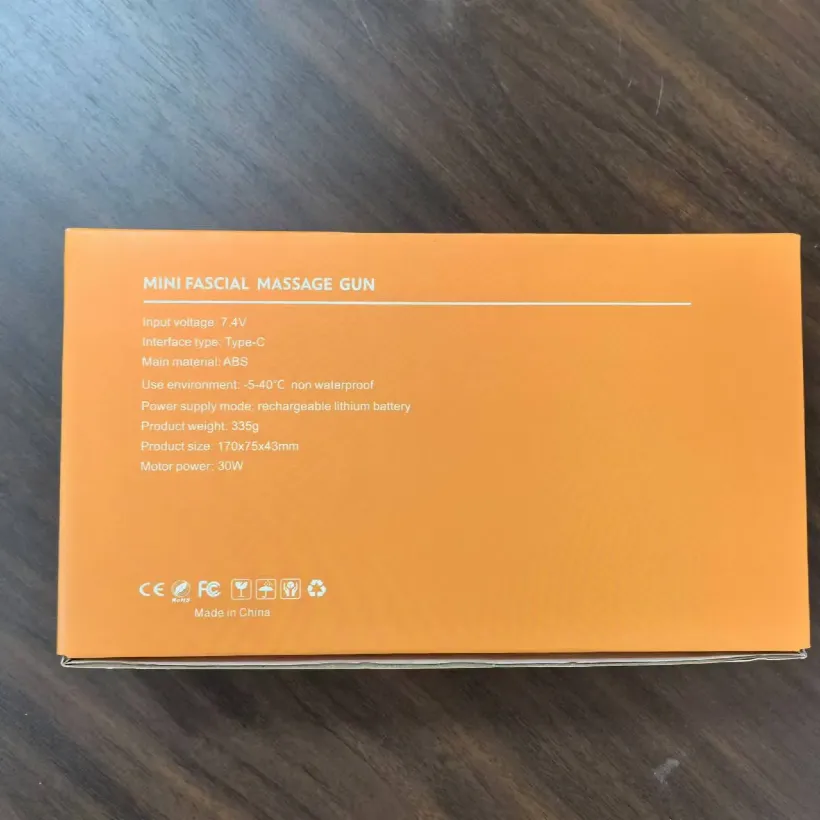 MINI FASCIAL MASSAGE GUN
Input voltage: 7.4V
Interface type: Type-C
Main material: ABS
Use environment: -5-40℃ non waterproof
Power supply mode: rechargeable lithium battery
Product weight: 335g
Product size: 170x75x43mm
Motor power: 30W
CE RoHS FC
Made in China